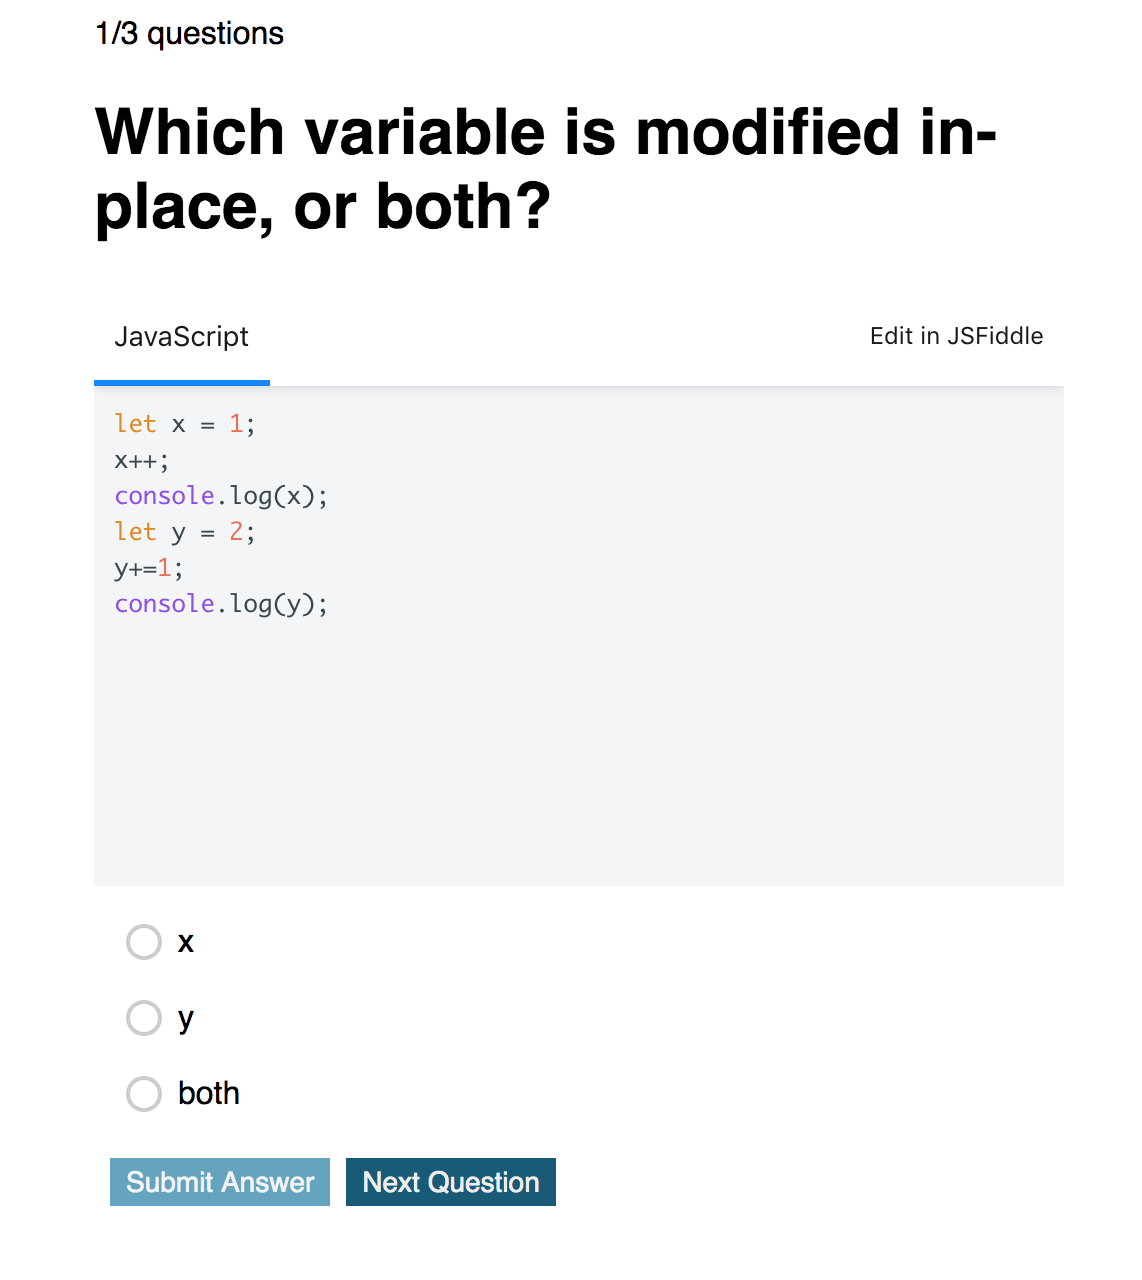 1/3 questions
Which variable is modified in-
place, or both?
JavaScript
Edit in JSFiddle
let x = 1;
x++;
console.log(x);
let y = 2;
y+=1;
console.log(y);
x
y
both
Submit Answer
Next Question